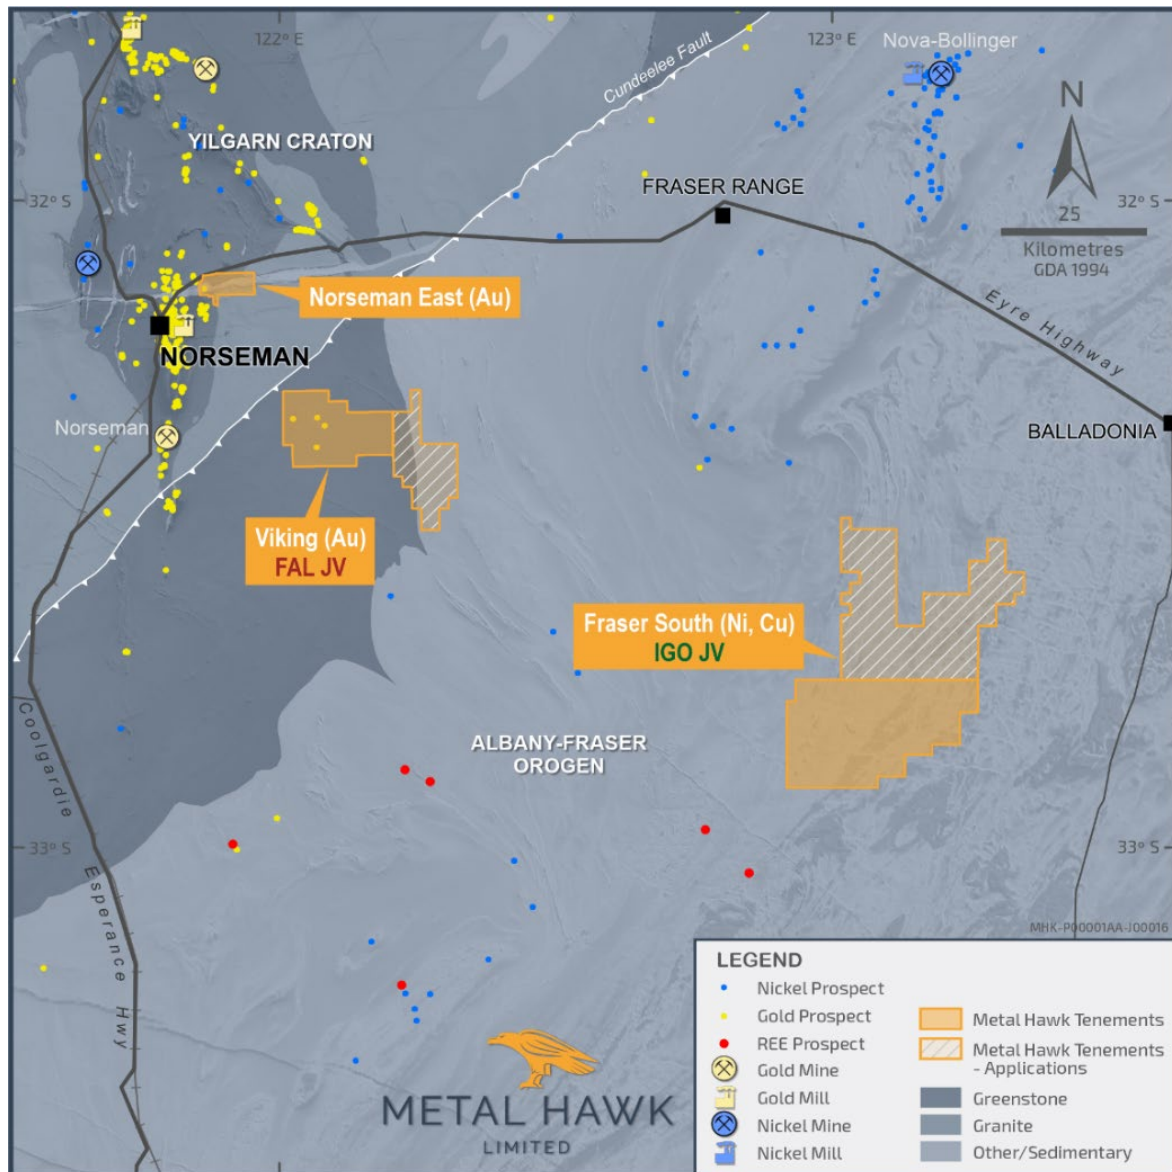 122° E
123° E
Nova-Bollinger
Cundeelee Fault
YILGARN CRATON
N
FRASER RANGE
32° S
32° S
25
Kilometres
GDA 1994
Norseman East (Au)
Eyre Highway
NORSEMAN
Norseman
BALLADONIA
Viking (Au)
FAL JV
Fraser South (Ni, Cu)
IGO JV
ALBANY-FRASER
OROGEN
Coolgardie
Esperance Hwy
33° S
33° S
MHK-P00001AA-J00016
LEGEND
Nickel Prospect
Gold Prospect
REE Prospect
Gold Mine
Gold Mill
Nickel Mine
Nickel Mill
Metal Hawk Tenements
Metal Hawk Tenements
- Applications
Greenstone
Granite
Other/Sedimentary
METAL HAWK
LIMITED